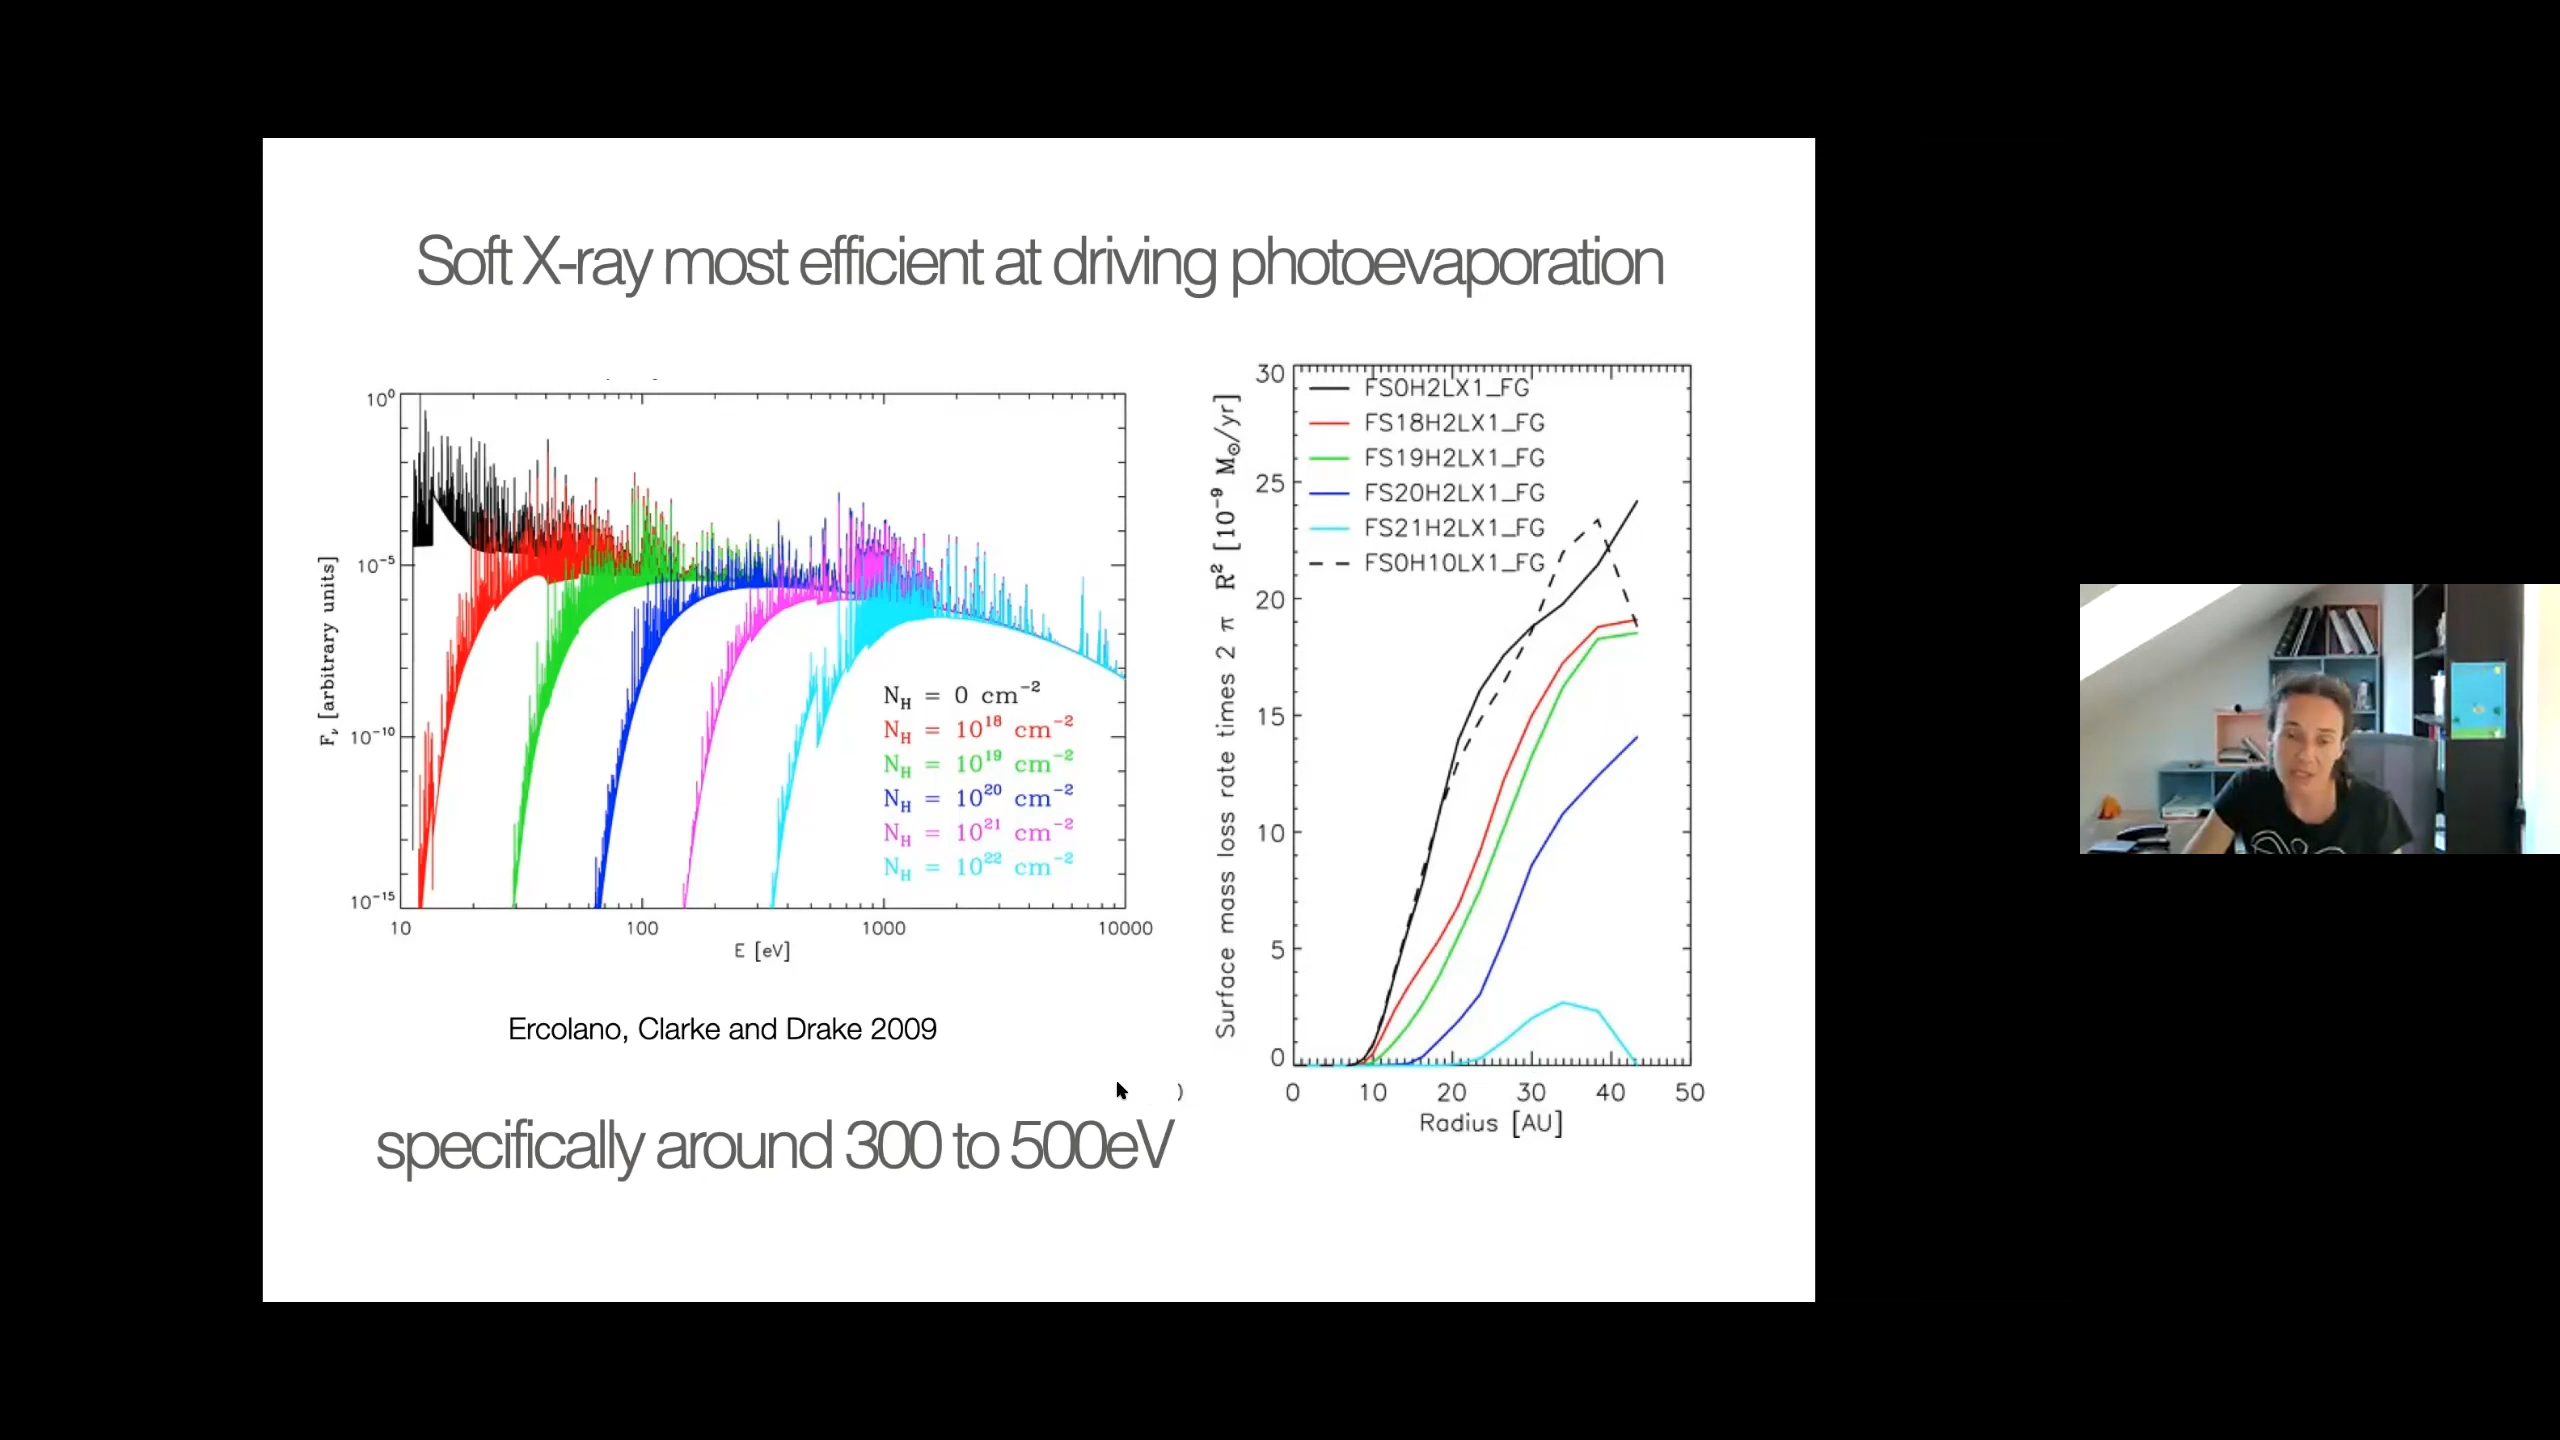 Soft X-ray most efficient at driving photoevaporation
10⁰
10⁻⁵
10⁻¹⁰
10⁻¹⁵
F_ν [arbitrary units]
N_H = 0 cm⁻²
N_H = 10¹⁸ cm⁻²
N_H = 10¹⁹ cm⁻²
N_H = 10²⁰ cm⁻²
N_H = 10²¹ cm⁻²
N_H = 10²² cm⁻²
10 100 1000 10000
E [eV]
Ercolano, Clarke and Drake 2009
specifically around 300 to 500eV
Surface mass loss rate times 2 π R² [10⁻⁹ M⊙/yr]
30
25
20
15
10
5
0
FS0H2LX1_FG
FS18H2LX1_FG
FS19H2LX1_FG
FS20H2LX1_FG
FS21H2LX1_FG
FS0H10LX1_FG
0 10 20 30 40 50
Radius [AU]